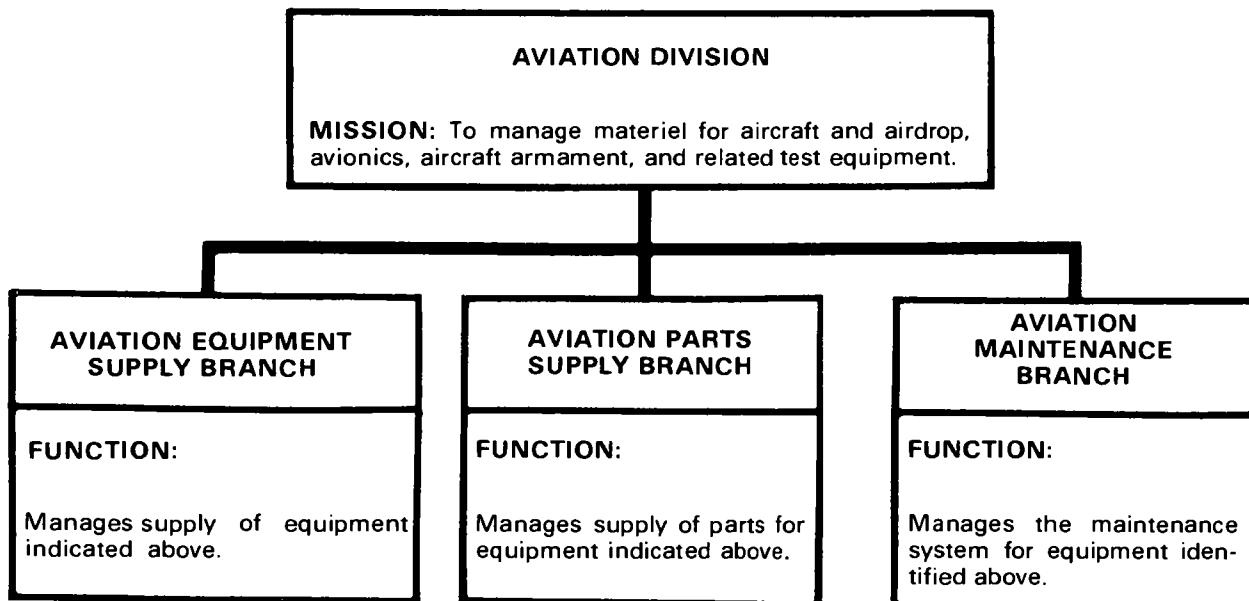 AVIATION DIVISION
MISSION: To manage materiel for aircraft and airdrop,
avionics, aircraft armament, and related test equipment.
AVIATION EQUIPMENT
SUPPLY BRANCH
FUNCTION:
Manages supply of equipment
indicated above.
AVIATION PARTS
SUPPLY BRANCH
FUNCTION:
Manages supply of parts for
equipment indicated above.
AVIATION
MAINTENANCE
BRANCH
FUNCTION:
Manages the maintenance
system for equipment iden-
tified above.